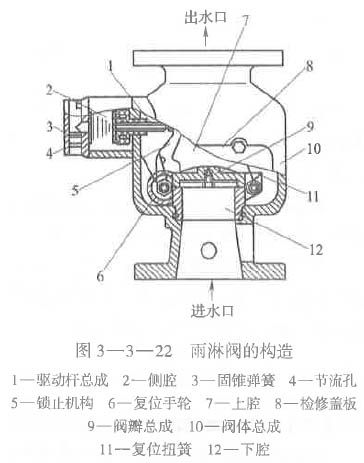 出水口
1
2
3
4
5
6
7
8
9
10
11
12
进水口
图 3—3—22 雨淋阀的构造
1—驱动杆总成 2—侧腔 3—固锥弹簧 4—节流孔
5—锁止机构 6—复位手轮 7—上腔 8—检修盖板
9—阀瓣总成 10—阀体总成
11—复位扭簧 12—下腔